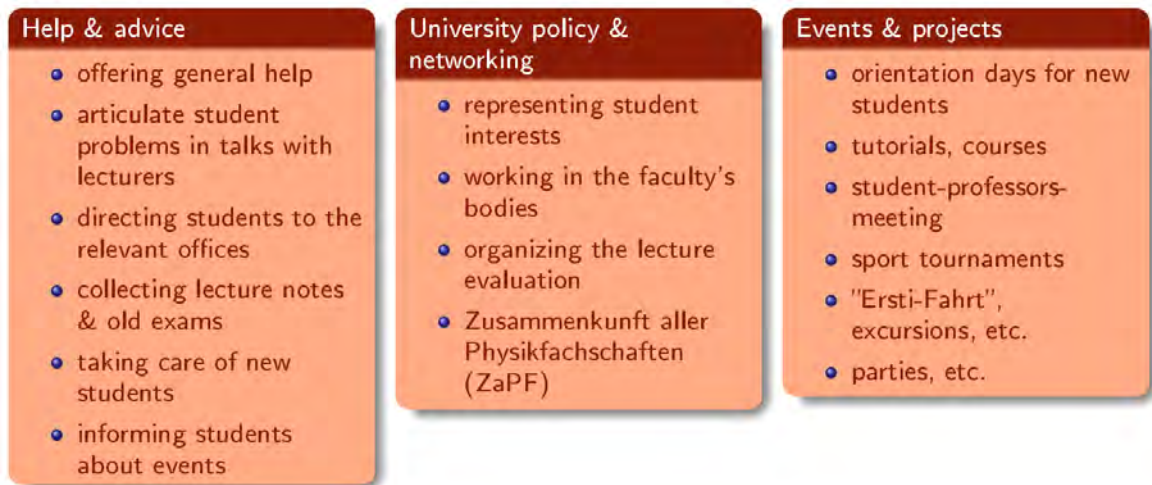 Help & advice
offering general help
articulate student
problems in talks with
lecturers
directing students to the
relevant offices
collecting lecture notes
& old exams
taking care of new
students
informing students
about events
University policy &
networking
representing student
interests
working in the faculty's
bodies
organizing the lecture
evaluation
Zusammenkunft aller
Physikfachschaften
(ZaPF)
Events & projects
orientation days for new
students
tutorials, courses
student-professors-
meeting
sport tournaments
"Ersti-Fahrt",
excursions, etc.
parties, etc.